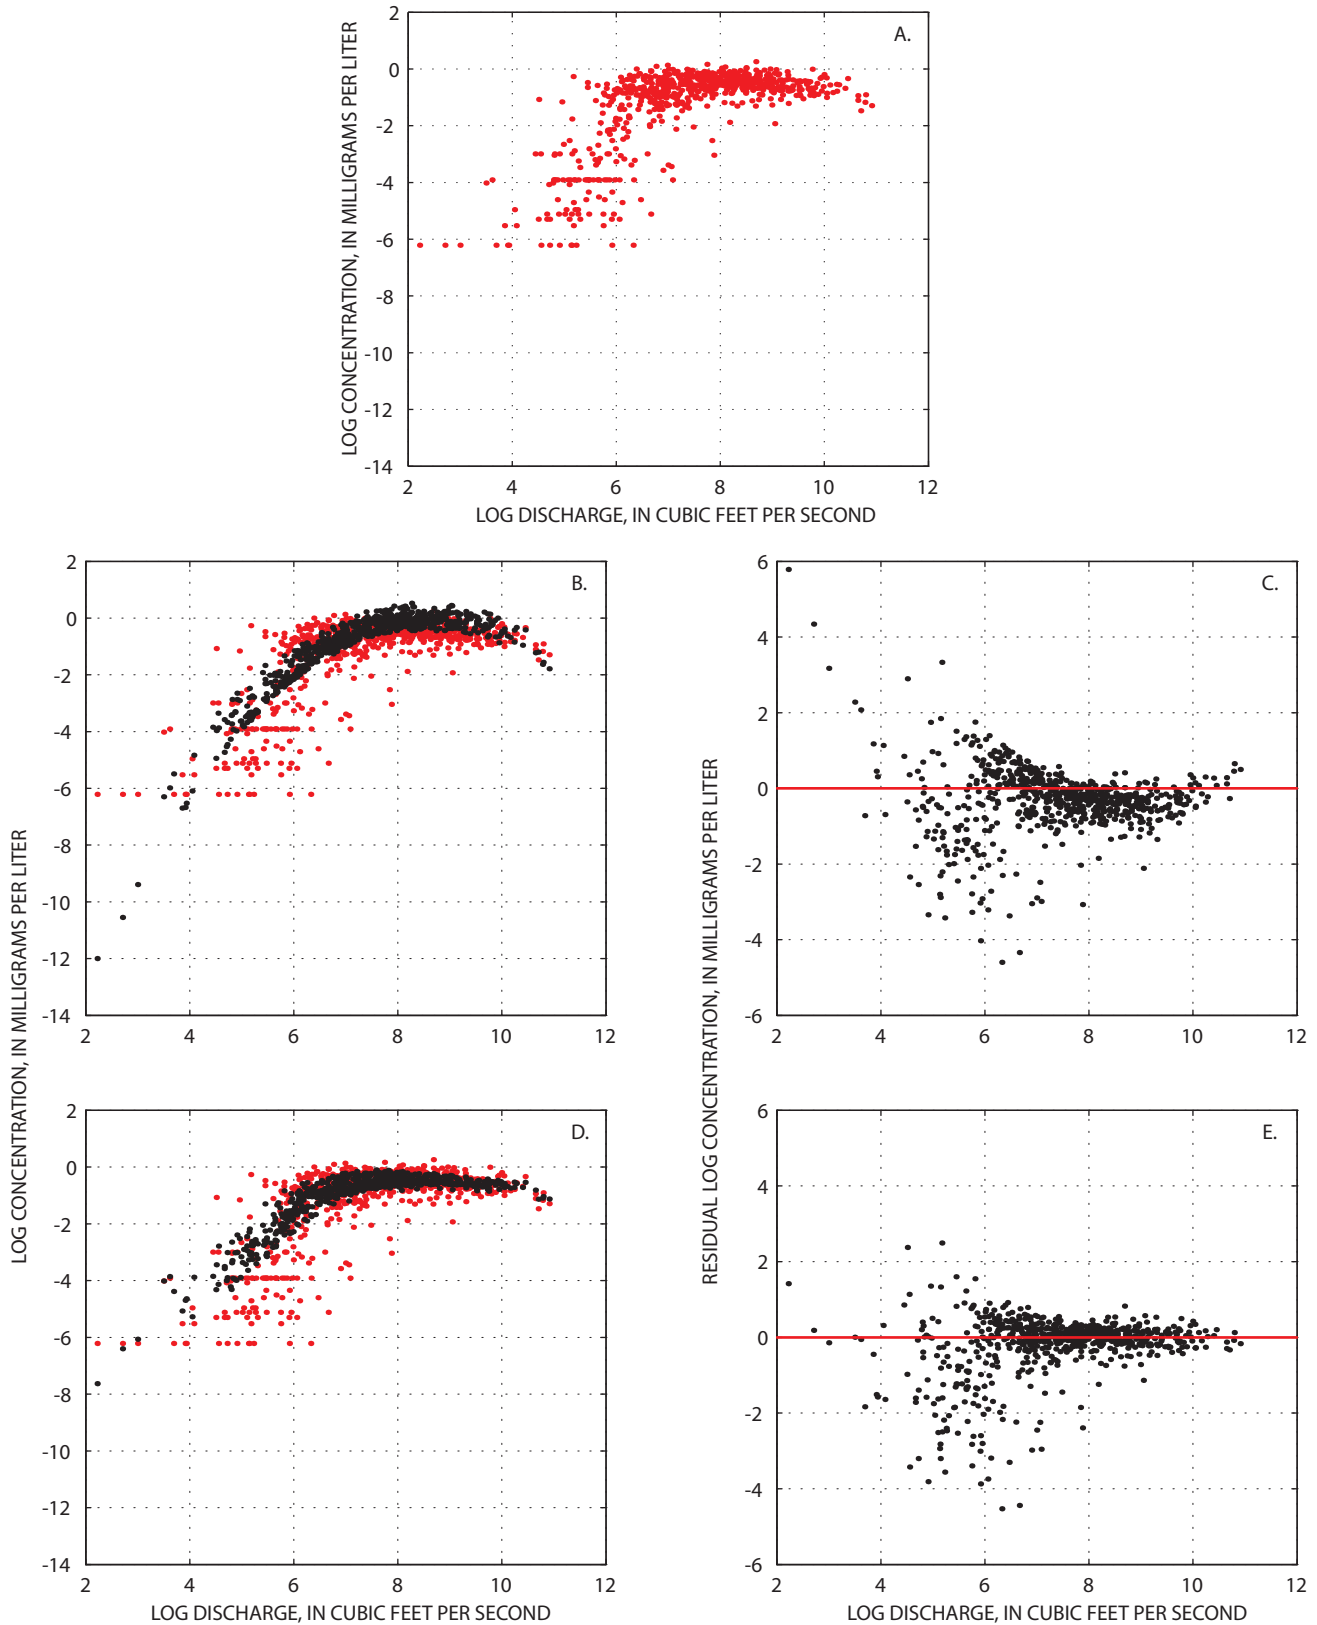 A.
LOG CONCENTRATION, IN MILLIGRAMS PER LITER
2
0
-2
-4
-6
-8
-10
-12
-14
2 4 6 8 10 12
LOG DISCHARGE, IN CUBIC FEET PER SECOND
B.
LOG CONCENTRATION, IN MILLIGRAMS PER LITER
2
0
-2
-4
-6
-8
-10
-12
-14
2 4 6 8 10 12
C.
RESIDUAL LOG CONCENTRATION, IN MILLIGRAMS PER LITER
6
4
2
0
-2
-4
-6
2 4 6 8 10 12
D.
2
0
-2
-4
-6
-8
-10
-12
-14
2 4 6 8 10 12
LOG DISCHARGE, IN CUBIC FEET PER SECOND
E.
6
4
2
0
-2
-4
-6
2 4 6 8 10 12
LOG DISCHARGE, IN CUBIC FEET PER SECOND